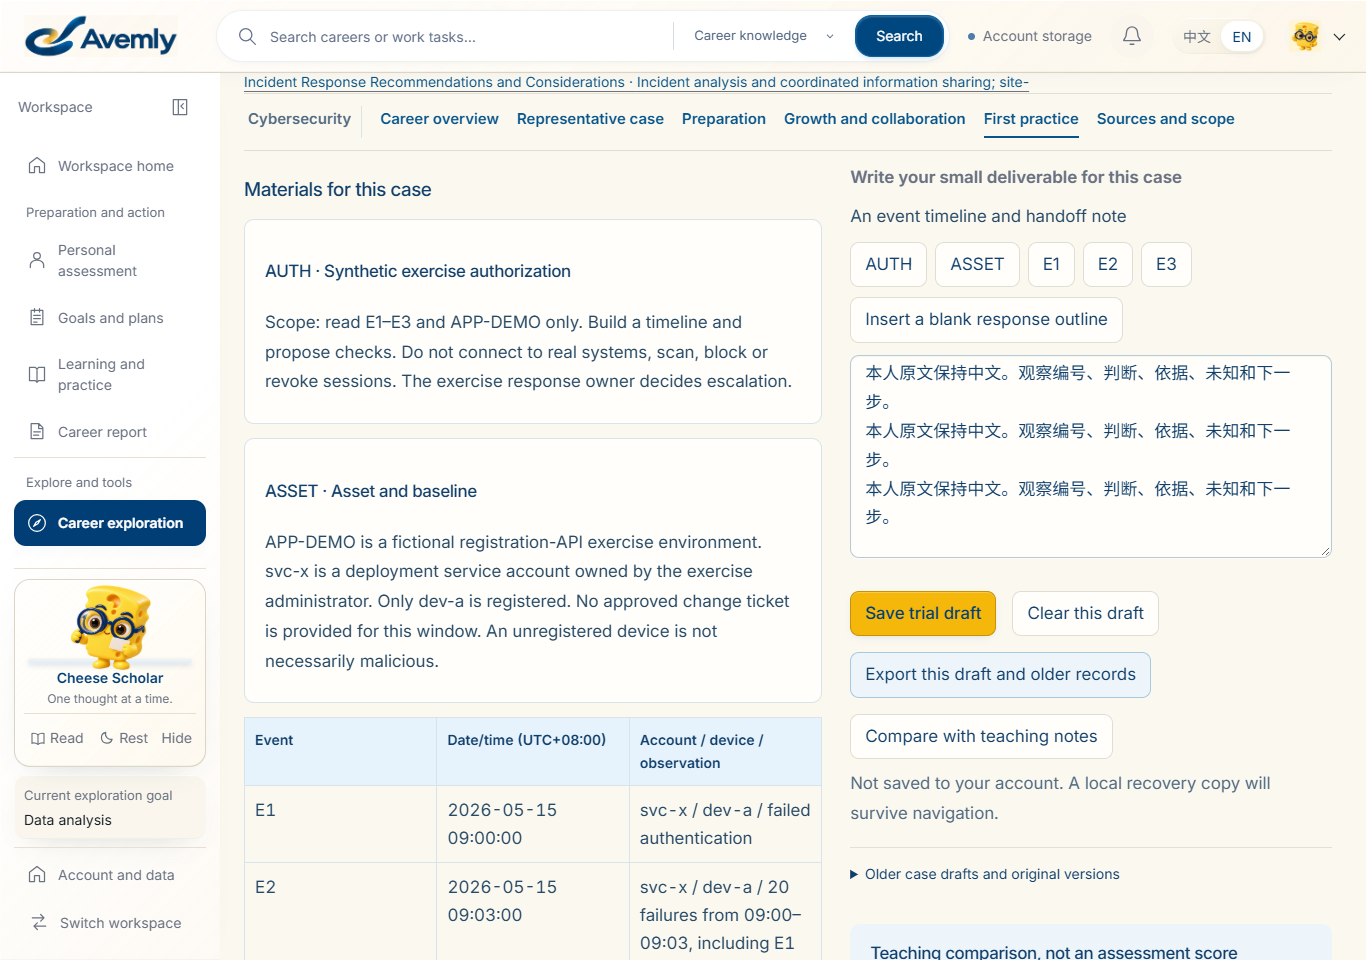 Avemly
Search careers or work tasks...
Career knowledge
Search
Account storage
中文
EN
Workspace
Workspace home
Preparation and action
Personal
assessment
Goals and plans
Learning and
practice
Career report
Explore and tools
Career exploration
Cheese Scholar
One thought at a time.
Read
Rest
Hide
Current exploration goal
Data analysis
Account and data
Switch workspace
Incident Response Recommendations and Considerations · Incident analysis and coordinated information sharing; site-
Cybersecurity
Career overview
Representative case
Preparation
Growth and collaboration
First practice
Sources and scope
Materials for this case
AUTH · Synthetic exercise authorization
Scope: read E1–E3 and APP-DEMO only. Build a timeline and
propose checks. Do not connect to real systems, scan, block or
revoke sessions. The exercise response owner decides escalation.
ASSET · Asset and baseline
APP-DEMO is a fictional registration-API exercise environment.
svc-x is a deployment service account owned by the exercise
administrator. Only dev-a is registered. No approved change ticket
is provided for this window. An unregistered device is not
necessarily malicious.
Event
Date/time (UTC+08:00)
Account / device /
observation
E1
2026-05-15
09:00:00
svc-x / dev-a / failed
authentication
E2
2026-05-15
09:03:00
svc-x / dev-a / 20
failures from 09:00–
09:03, including E1
Write your small deliverable for this case
An event timeline and handoff note
AUTH
ASSET
E1
E2
E3
Insert a blank response outline
本人原文保持中文。观察编号、判断、依据、未知和下一
步。
本人原文保持中文。观察编号、判断、依据、未知和下一
步。
本人原文保持中文。观察编号、判断、依据、未知和下一
步。
Save trial draft
Clear this draft
Export this draft and older records
Compare with teaching notes
Not saved to your account. A local recovery copy will
survive navigation.
Older case drafts and original versions
Teaching comparison, not an assessment score